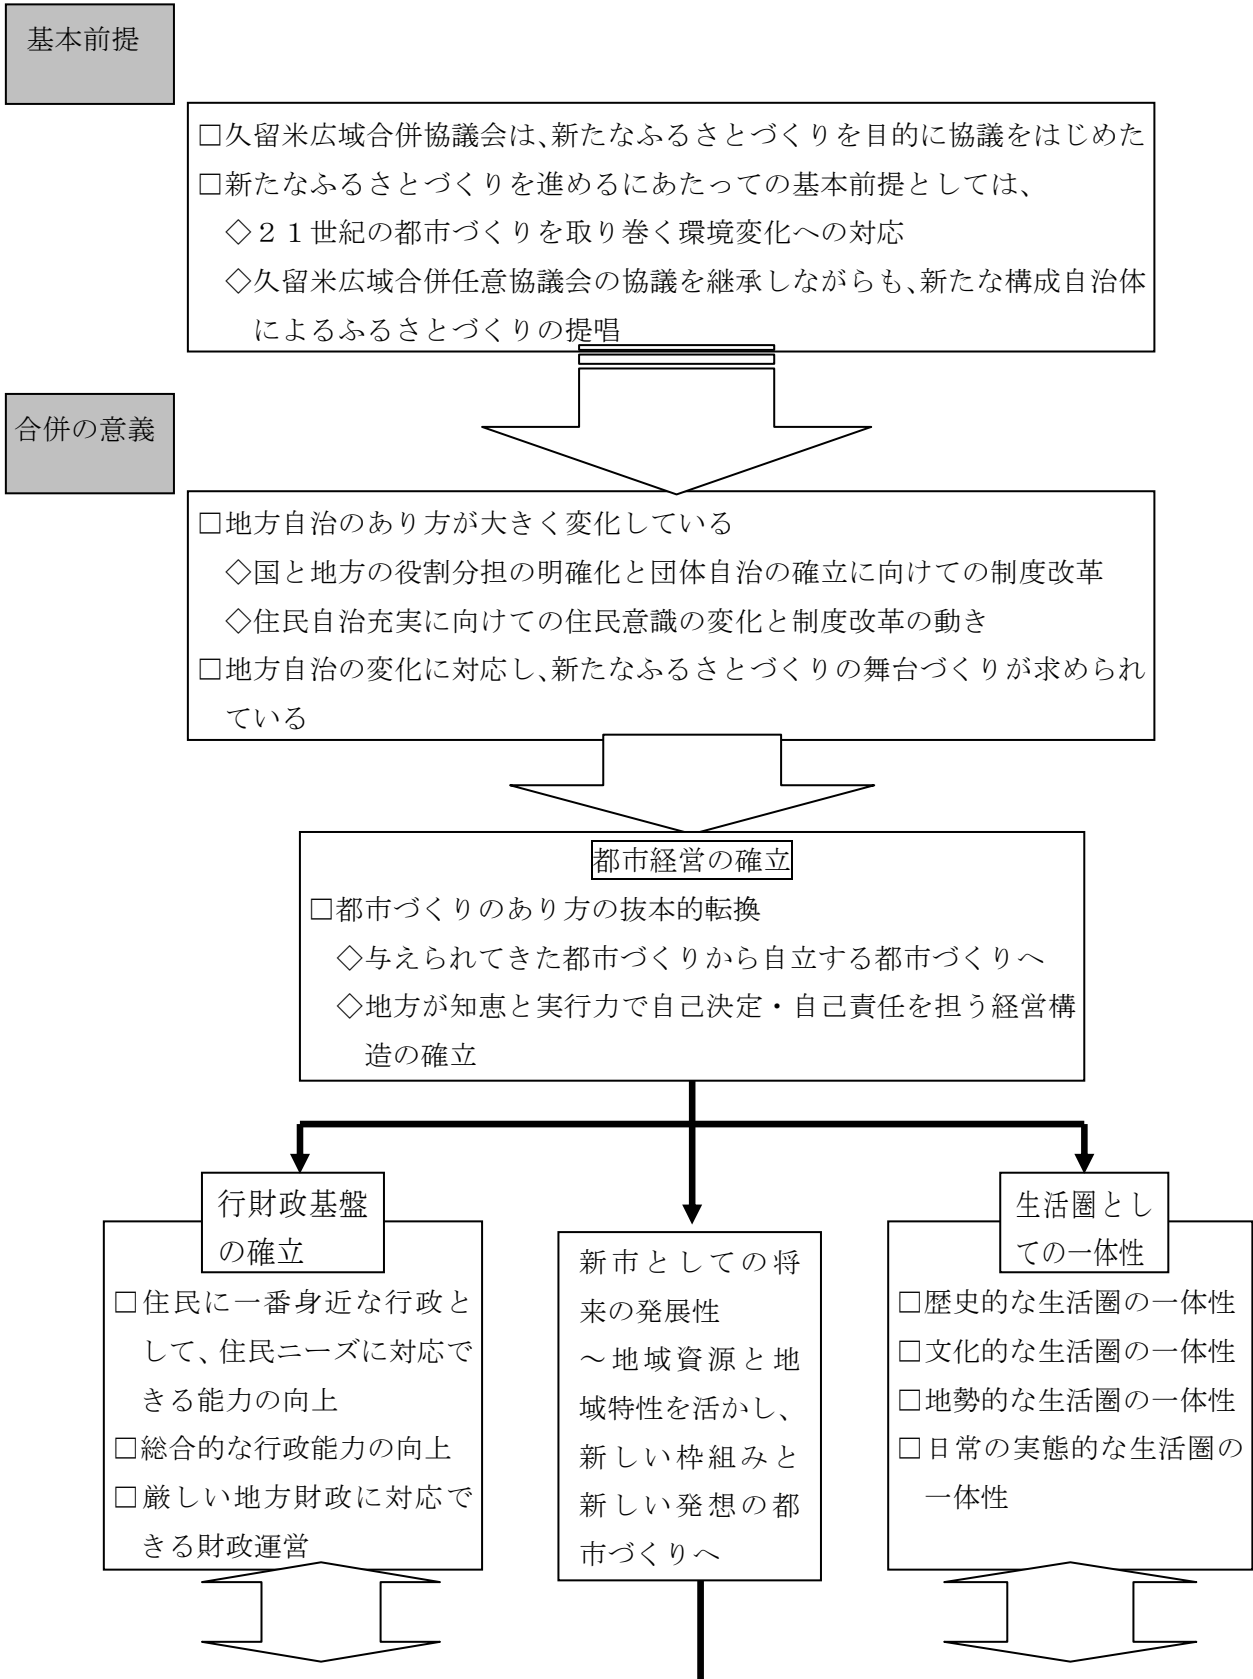 基本前提
□久留米広域合併協議会は、新たなふるさとづくりを目的に協議をはじめた
□新たなふるさとづくりを進めるにあたっての基本前提としては、
◇２１世紀の都市づくりを取り巻く環境変化への対応
◇久留米広域合併任意協議会の協議を継承しながらも、新たな構成自治体
によるふるさとづくりの提唱
合併の意義
□地方自治のあり方が大きく変化している
◇国と地方の役割分担の明確化と団体自治の確立に向けての制度改革
◇住民自治充実に向けての住民意識の変化と制度改革の動き
□地方自治の変化に対応し、新たなふるさとづくりの舞台づくりが求められ
ている
都市経営の確立
□都市づくりのあり方の抜本的転換
◇与えられてきた都市づくりから自立する都市づくりへ
◇地方が知恵と実行力で自己決定・自己責任を担う経営構
造の確立
行財政基盤
の確立
□住民に一番身近な行政と
して、住民ニーズに対応で
きる能力の向上
□総合的な行政能力の向上
□厳しい地方財政に対応で
きる財政運営
新市としての将
来の発展性
～地域資源と地
域特性を活かし、
新しい枠組みと
新しい発想の都
市づくりへ
生活圏とし
ての一体性
□歴史的な生活圏の一体性
□文化的な生活圏の一体性
□地勢的な生活圏の一体性
□日常の実態的な生活圏の
一体性